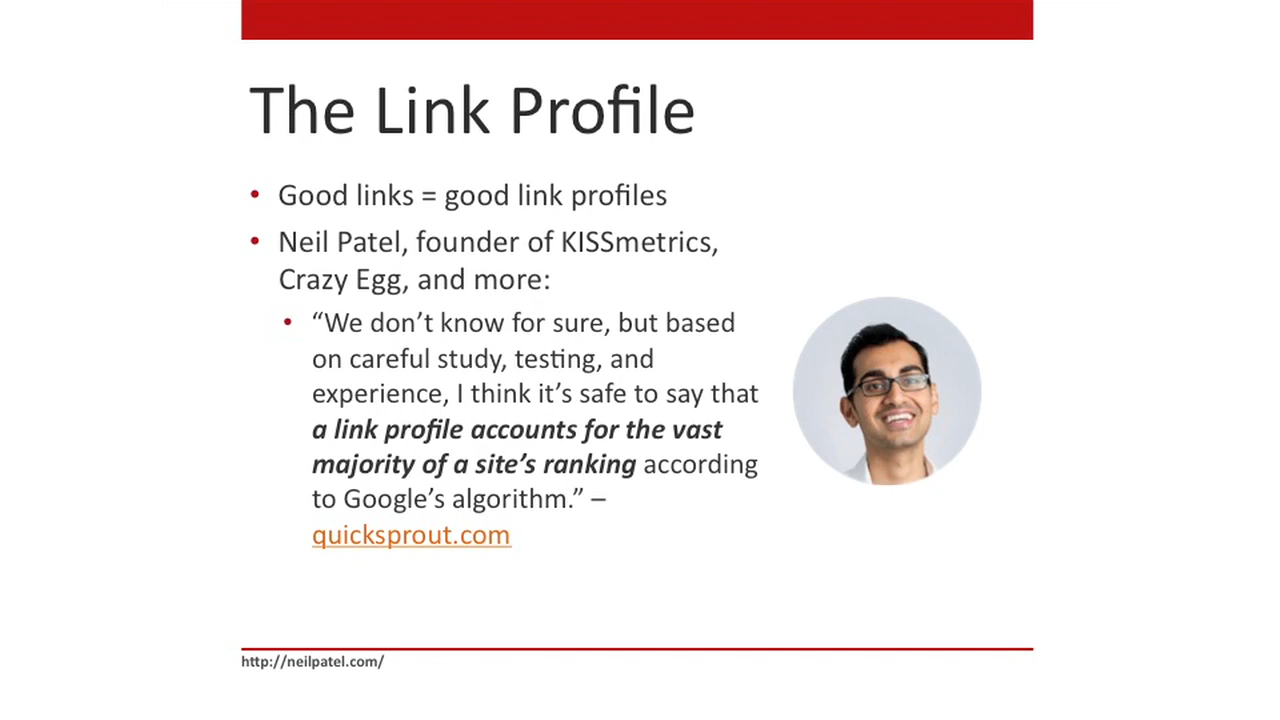 The Link Profile
• Good links = good link profiles
• Neil Patel, founder of KISSmetrics,
Crazy Egg, and more:
• “We don’t know for sure, but based
on careful study, testing, and
experience, I think it’s safe to say that
a link profile accounts for the vast
majority of a site’s ranking according
to Google’s algorithm.” –
quicksprout.com
http://neilpatel.com/